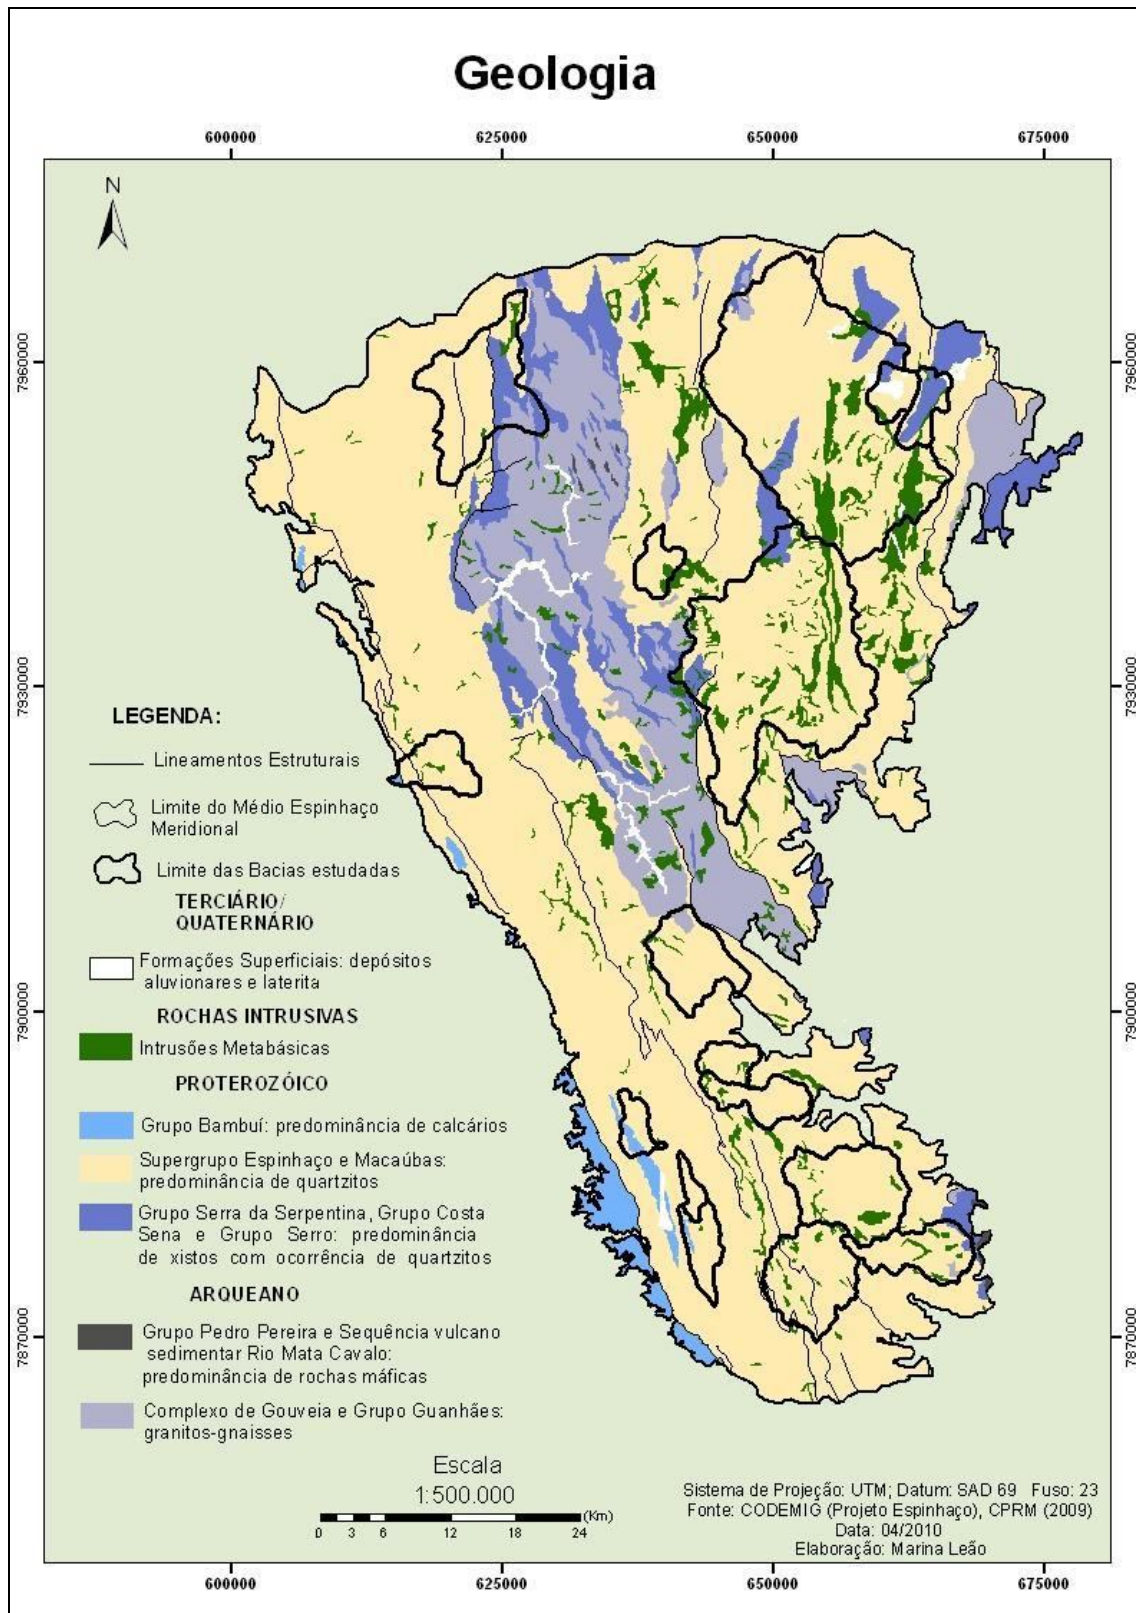 Geologia
600000 625000 650000 675000
N
7960000 7960000
7930000 7930000
LEGENDA:
Lineamentos Estruturais
Limite do Médio Espinhaço
Meridional
Limite das Bacias estudadas
TERCIÁRIO/
QUATERNÁRIO
Formações Superficiais: depósitos
aluvionares e laterita
7900000 7900000
ROCHAS INTRUSIVAS
Intrusões Metabásicas
PROTEROZÓICO
Grupo Bambuí: predominância de calcários
Supergrupo Espinhaço e Macaúbas:
predominância de quartzitos
Grupo Serra da Serpentina, Grupo Costa
Sena e Grupo Serro: predominância
de xistos com ocorrência de quartzitos
ARQUEANO
7870000 7870000
Grupo Pedro Pereira e Sequência vulcano
sedimentar Rio Mata Cavalo:
predominância de rochas máficas
Complexo de Gouveia e Grupo Guanhães:
granitos-gnaisses
Escala
1:500.000
0 3 6 12 18 24 (Km)
Sistema de Projeção: UTM; Datum: SAD 69 Fuso: 23
Fonte: CODEMIG (Projeto Espinhaço), CPRM (2009)
Data: 04/2010
Elaboração: Marina Leão
600000 625000 650000 675000